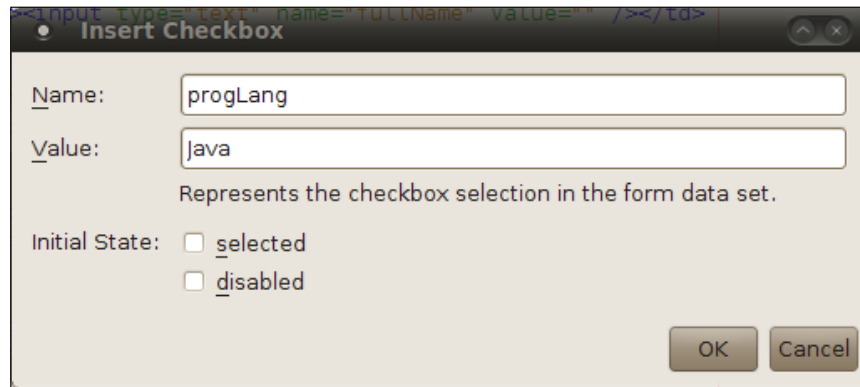 ><input type="text" name="fullName" value="" /></td>
Insert Checkbox
Name: progLang
Value: Java
Represents the checkbox selection in the form data set.
Initial State: selected
disabled
OK Cancel